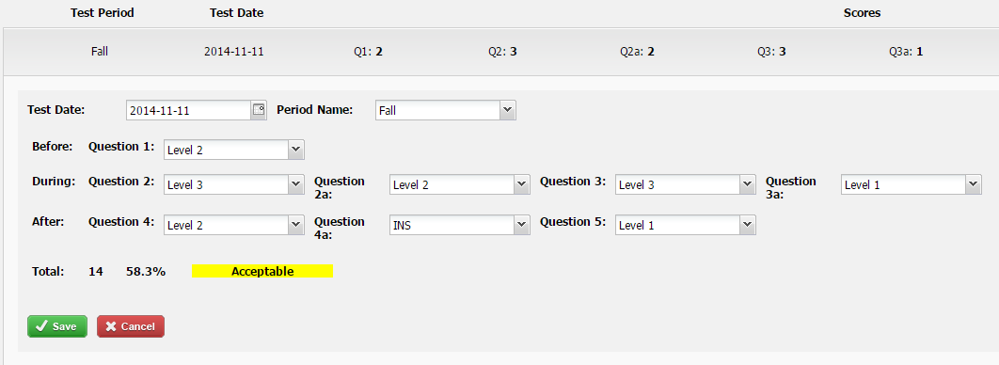 Test Period Test Date Scores
Fall 2014-11-11 Q1: 2 Q2: 3 Q2a: 2 Q3: 3 Q3a: 1
Test Date: 2014-11-11 Period Name: Fall
Before: Question 1: Level 2
During: Question 2: Level 3 Question 2a: Level 2 Question 3: Level 3 Question 3a: Level 1
After: Question 4: Level 2 Question 4a: INS Question 5: Level 1
Total: 14 58.3% Acceptable
Save Cancel